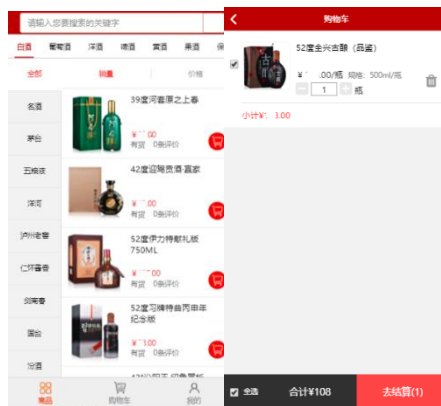 请输入您要搜索的关键字
白酒 葡萄酒 洋酒 啤酒 黄酒 果酒
全部 销量 价格
名酒
茅台
五粮液
洋河
泸州老窖
仁怀酱香
剑南春
国台
汾酒
39度河套原之上春
有货 0条评价
42度迎驾贡酒·赢家
有货 0条评价
52度伊力特献礼版
750ML
有货 0条评价
52度习牌特曲丙申年
纪念版
有货 0条评价
商品 购物车 我的
购物车
52度全兴古酿（品鉴）
.00/瓶 规格：500ml/瓶
1 瓶
小计¥
全选 合计¥108 去结算(1)